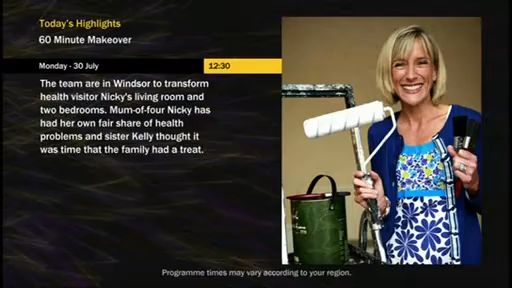 Today's Highlights
60 Minute Makeover
Monday - 30 July
12:30
The team are in Windsor to transform
health visitor Nicky's living room and
two bedrooms. Mum-of-four Nicky has
had her own fair share of health
problems and sister Kelly thought it
was time that the family had a treat.
Programme times may vary according to your region.